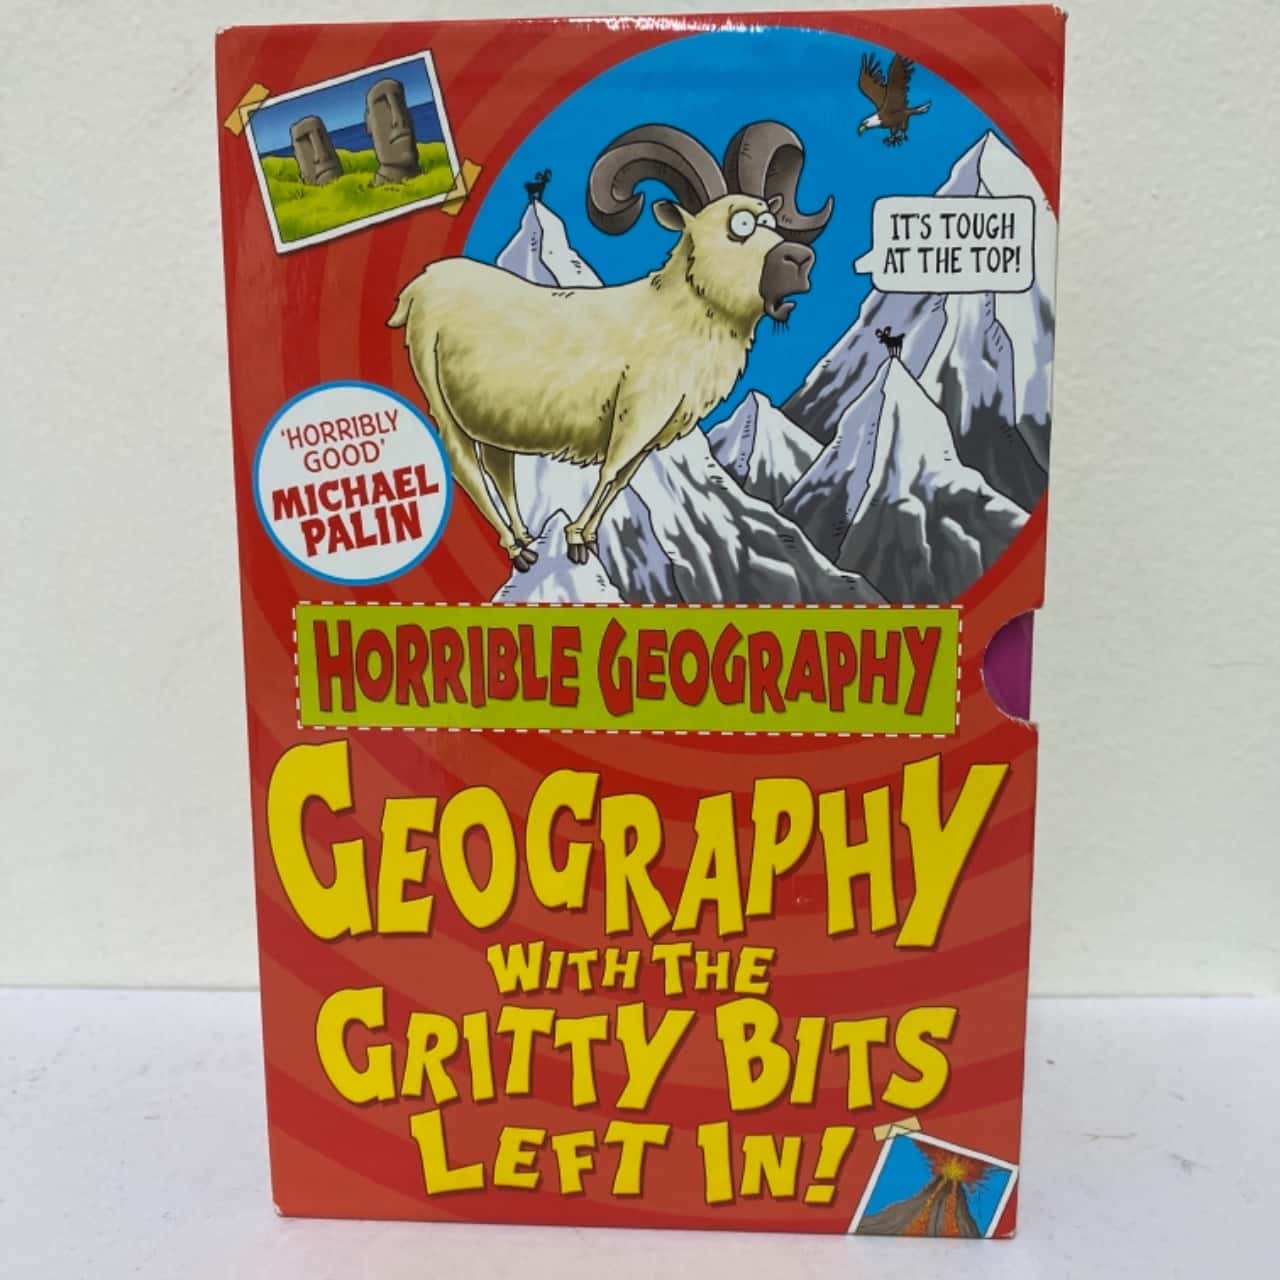 IT'S TOUGH
AT THE TOP!
'HORRIBLY
GOOD'
MICHAEL
PALIN
HORRIBLE GEOGRAPHY
GEOGRAPHY
WITH THE
GRITTY BITS
LEFT IN!